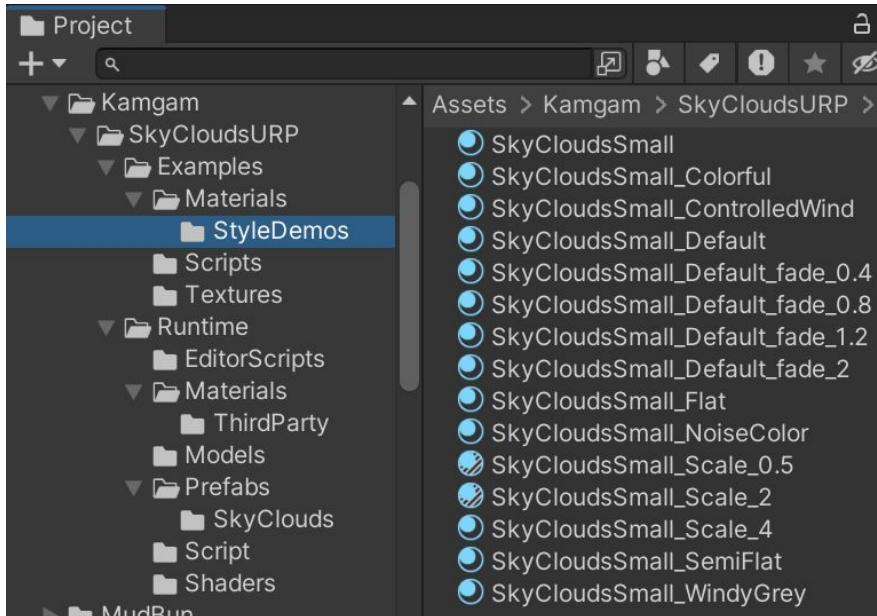 Project
Kamgam
SkyCloudsURP
Examples
Materials
StyleDemos
Scripts
Textures
Runtime
EditorScripts
Materials
ThirdParty
Models
Prefabs
SkyClouds
Script
Shaders
MudBun
Assets > Kamgam > SkyCloudsURP >
SkyCloudsSmall
SkyCloudsSmall_Colorful
SkyCloudsSmall_ControlledWind
SkyCloudsSmall_Default
SkyCloudsSmall_Default_fade_0.4
SkyCloudsSmall_Default_fade_0.8
SkyCloudsSmall_Default_fade_1.2
SkyCloudsSmall_Default_fade_2
SkyCloudsSmall_Flat
SkyCloudsSmall_NoiseColor
SkyCloudsSmall_Scale_0.5
SkyCloudsSmall_Scale_2
SkyCloudsSmall_Scale_4
SkyCloudsSmall_SemiFlat
SkyCloudsSmall_WindyGrey